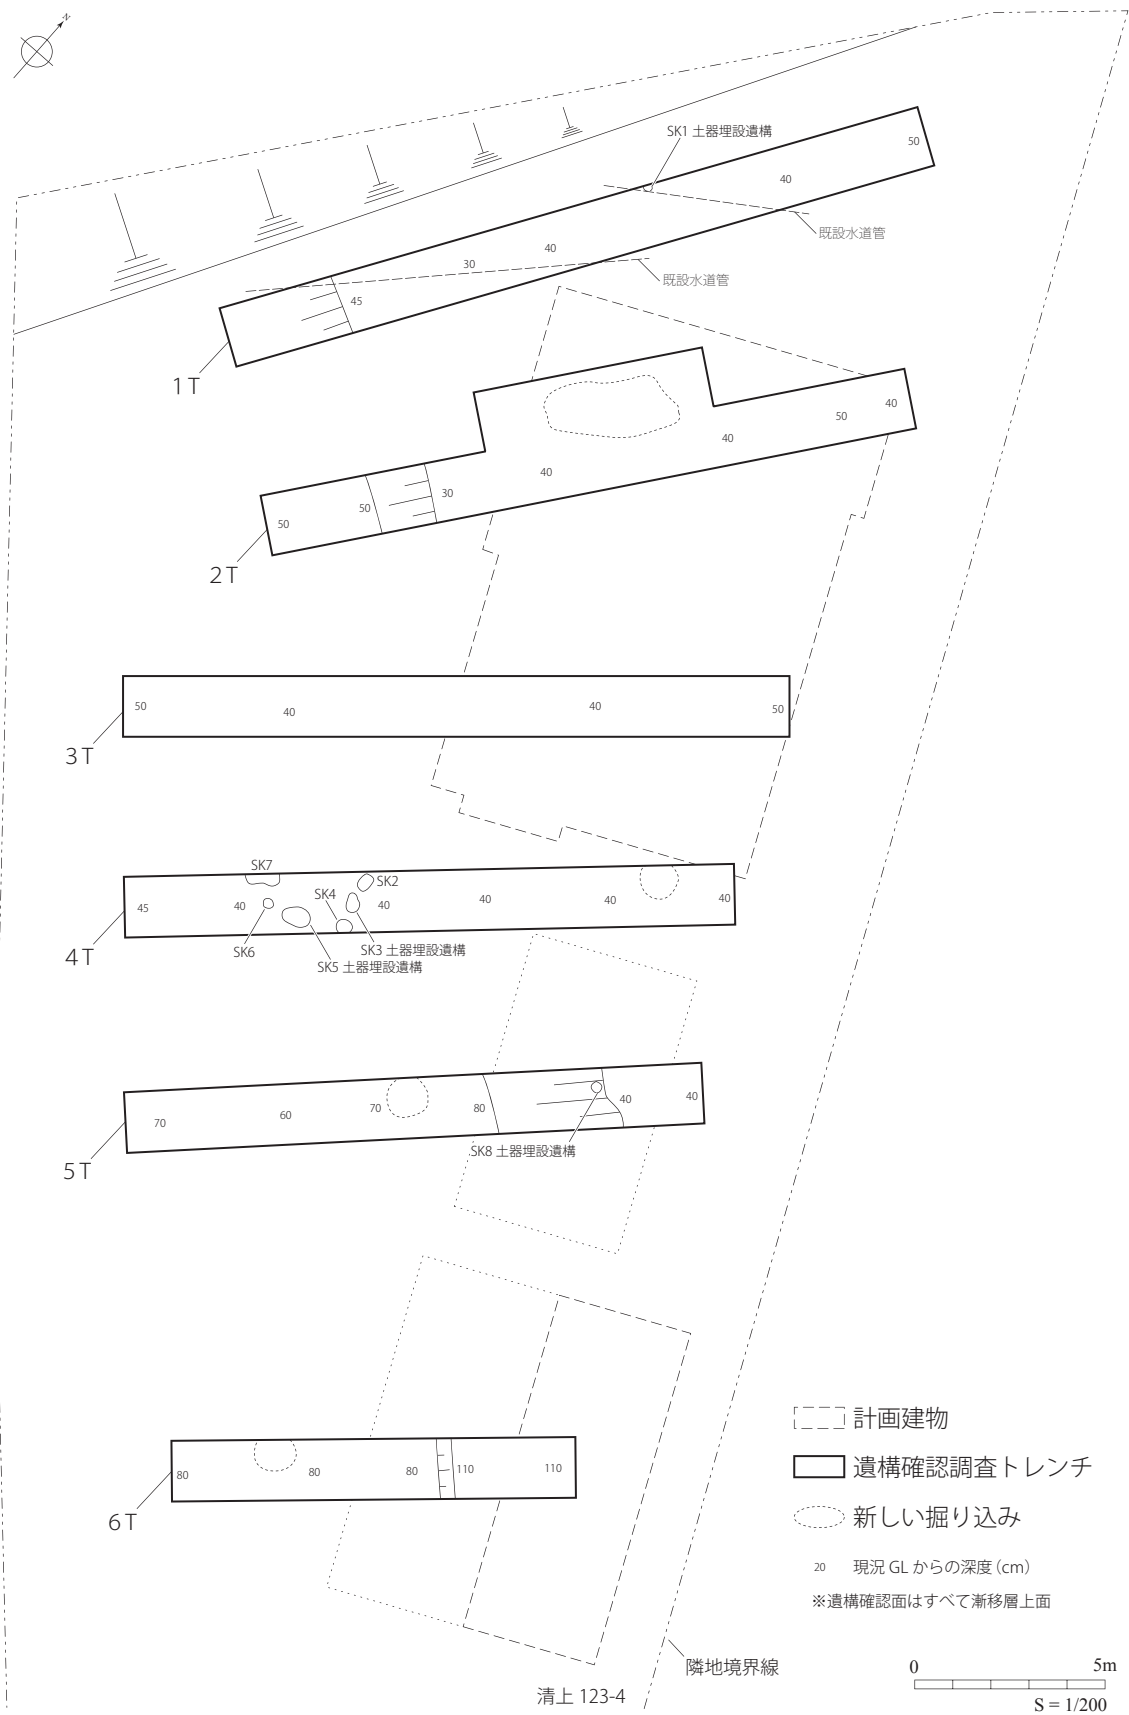 N
SK1 土器埋設遺構
50
40
既設水道管
40
30
既設水道管
45
1T
40
50
40
40
30
50
50
2T
50
40
40
50
3T
SK7
SK2
SK4
45
40
40
40
40
40
SK6
SK3 土器埋設遺構
SK5 土器埋設遺構
4T
70
60
70
80
40
40
SK8 土器埋設遺構
5T
80
80
80
110
110
6T
計画建物
遺構確認調査トレンチ
新しい掘り込み
20 現況 GL からの深度（cm）
※遺構確認面はすべて漸移層上面
隣地境界線
清上 123-4
0 5m
S = 1/200